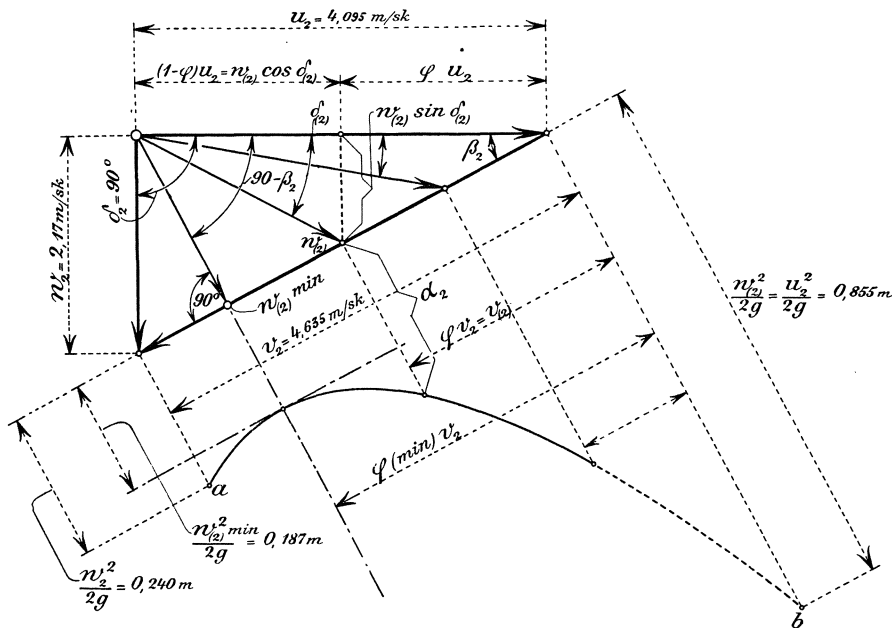 u₂ = 4,095 m/sk
(1-φ)u₂ = w₍₂₎ cos δ₍₂₎
φ u₂
δ₍₂₎
w₍₂₎ sin δ₍₂₎
β₂
90-β₂
δ₂ = 90°
w₂ = 2,17 m/sk
w₍₂₎
90°
w₍₂₎ min
α₂
v₂ = 4,635 m/sk
φ v₂ = v₍₂₎
w₍₂₎²/2g = u₂²/2g = 0,855 m
φ (min) v₂
a
w₍₂₎² min/2g = 0,187 m
w₂²/2g = 0,240 m
b